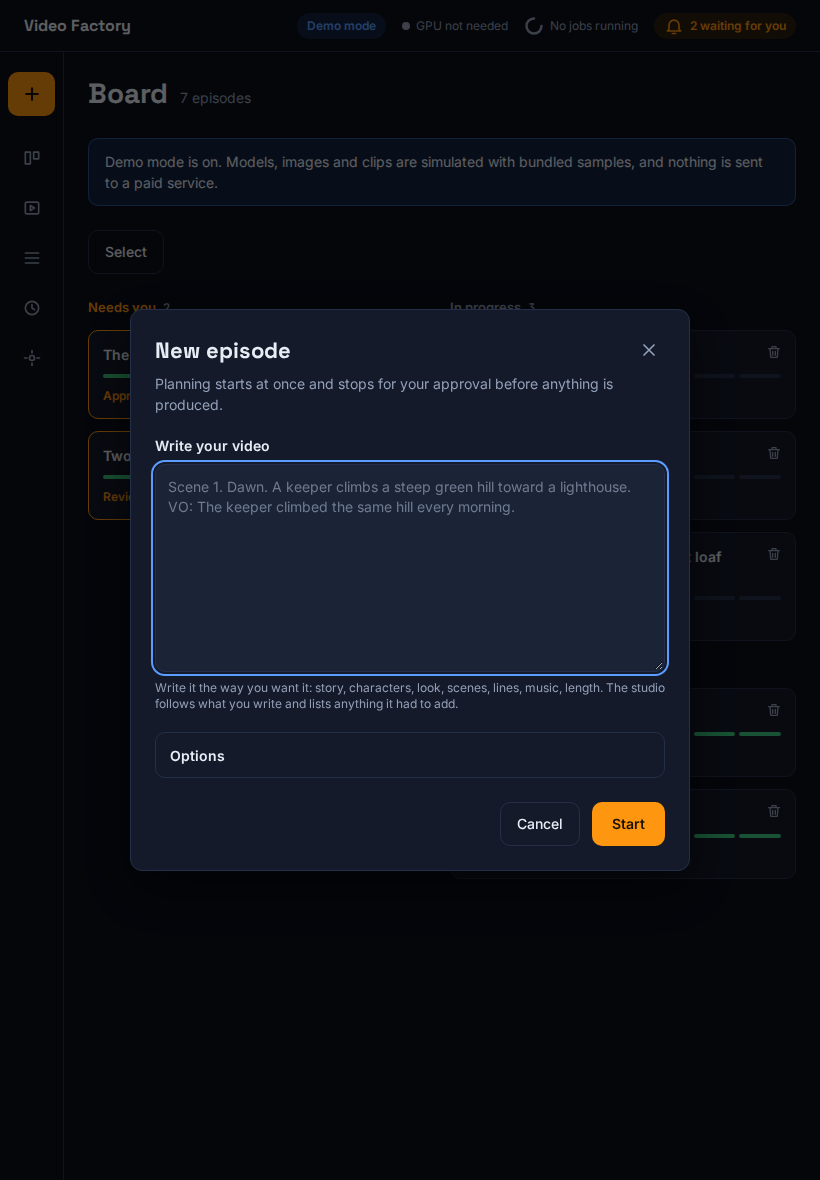 Video Factory
Demo mode
GPU not needed
No jobs running
2 waiting for you
Board
7 episodes
Demo mode is on. Models, images and clips are simulated with bundled samples, and nothing is sent
to a paid service.
Select
Needs you 2
In progress 3
The
Two
loaf
New episode
Planning starts at once and stops for your approval before anything is
produced.
Write your video
Scene 1. Dawn. A keeper climbs a steep green hill toward a lighthouse.
VO: The keeper climbed the same hill every morning.
Write it the way you want it: story, characters, look, scenes, lines, music, length. The studio
follows what you write and lists anything it had to add.
Options
Cancel
Start